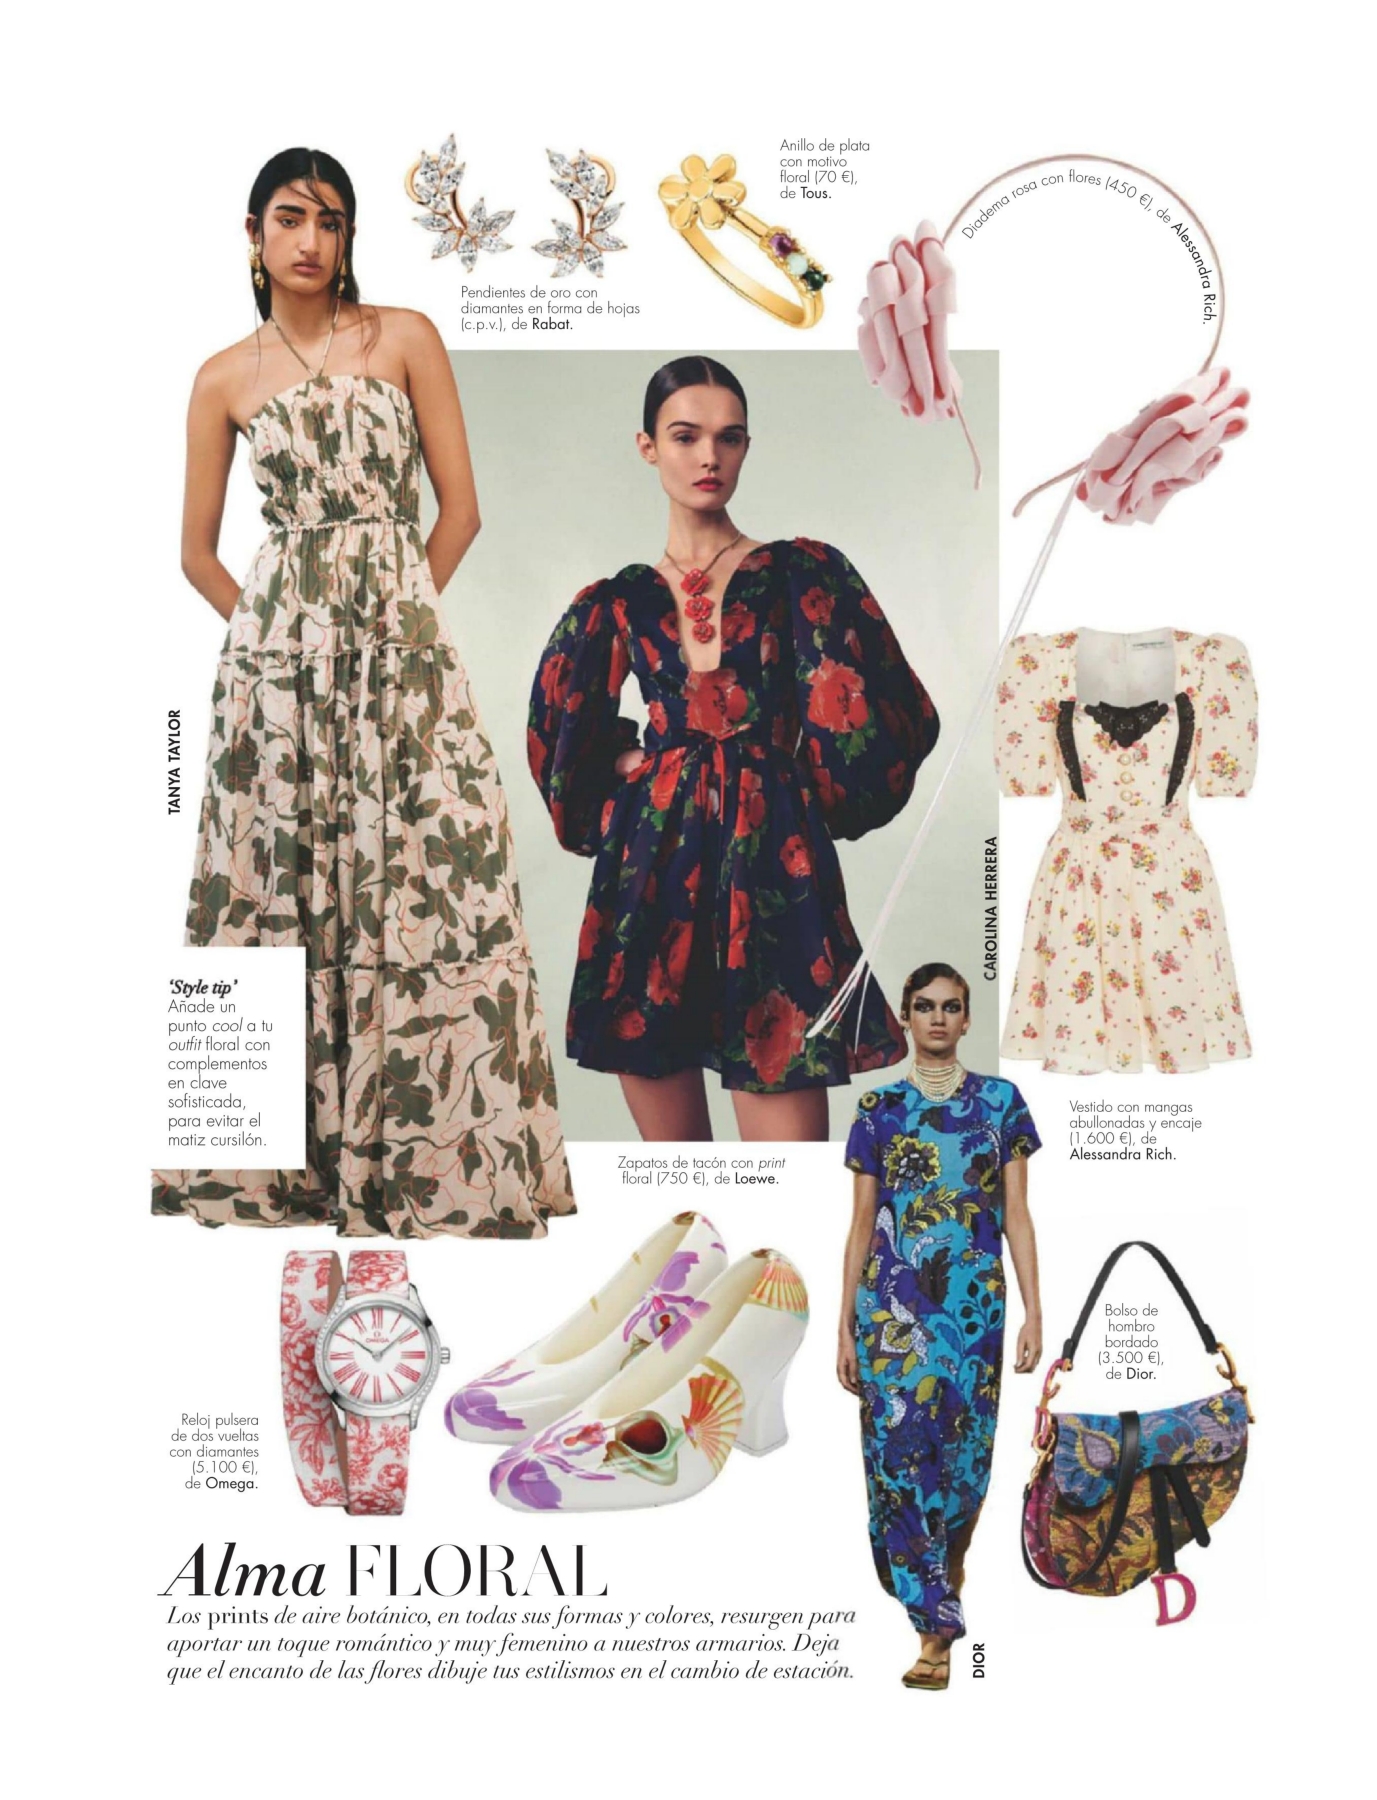 Anillo de plata
con motivo
floral (70 €),
de Tous.
Diadema rosa con flores (450 €), de Alessandra Rich.
Pendientes de oro con
diamantes en forma de hojas
(c.p.v.), de Rabat.
TANYA TAYLOR
CAROLINA HERRERA
'Style tip'
Añade un
punto cool a tu
outfit floral con
complementos
en clave
sofisticada,
para evitar el
matiz cursilón.
Vestido con mangas
abullonadas y encaje
(1.600 €), de
Alessandra Rich.
Zapatos de tacón con print
floral (750 €), de Loewe.
Bolso de
hombro
bordado
(3.500 €),
de Dior.
OMEGA
Reloj pulsera
de dos vueltas
con diamantes
(5.100 €),
de Omega.
D
DIOR
Alma FLORAL
Los prints de aire botánico, en todas sus formas y colores, resurgen para
aportar un toque romántico y muy femenino a nuestros armarios. Deja
que el encanto de las flores dibuje tus estilismos en el cambio de estación.